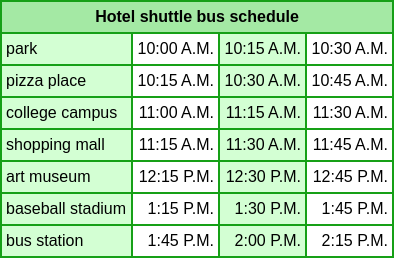 Hotel shuttle bus schedule
park 10:00 A.M. 10:15 A.M. 10:30 A.M.
pizza place 10:15 A.M. 10:30 A.M. 10:45 A.M.
college campus 11:00 A.M. 11:15 A.M. 11:30 A.M.
shopping mall 11:15 A.M. 11:30 A.M. 11:45 A.M.
art museum 12:15 P.M. 12:30 P.M. 12:45 P.M.
baseball stadium 1:15 P.M. 1:30 P.M. 1:45 P.M.
bus station 1:45 P.M. 2:00 P.M. 2:15 P.M.